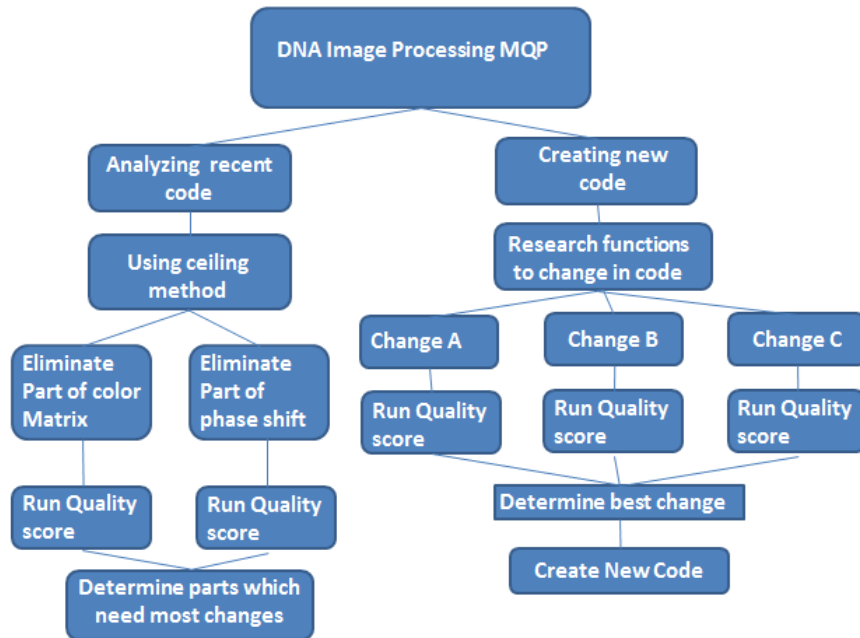 DNA Image Processing MQP
Analyzing recent
code
Creating new
code
Using ceiling
method
Research functions
to change in code
Eliminate
Part of color
Matrix
Eliminate
Part of
phase shift
Change A
Change B
Change C
Run Quality
score
Run Quality
score
Run Quality
score
Run Quality
score
Run Quality
score
Determine best change
Determine parts which
need most changes
Create New Code